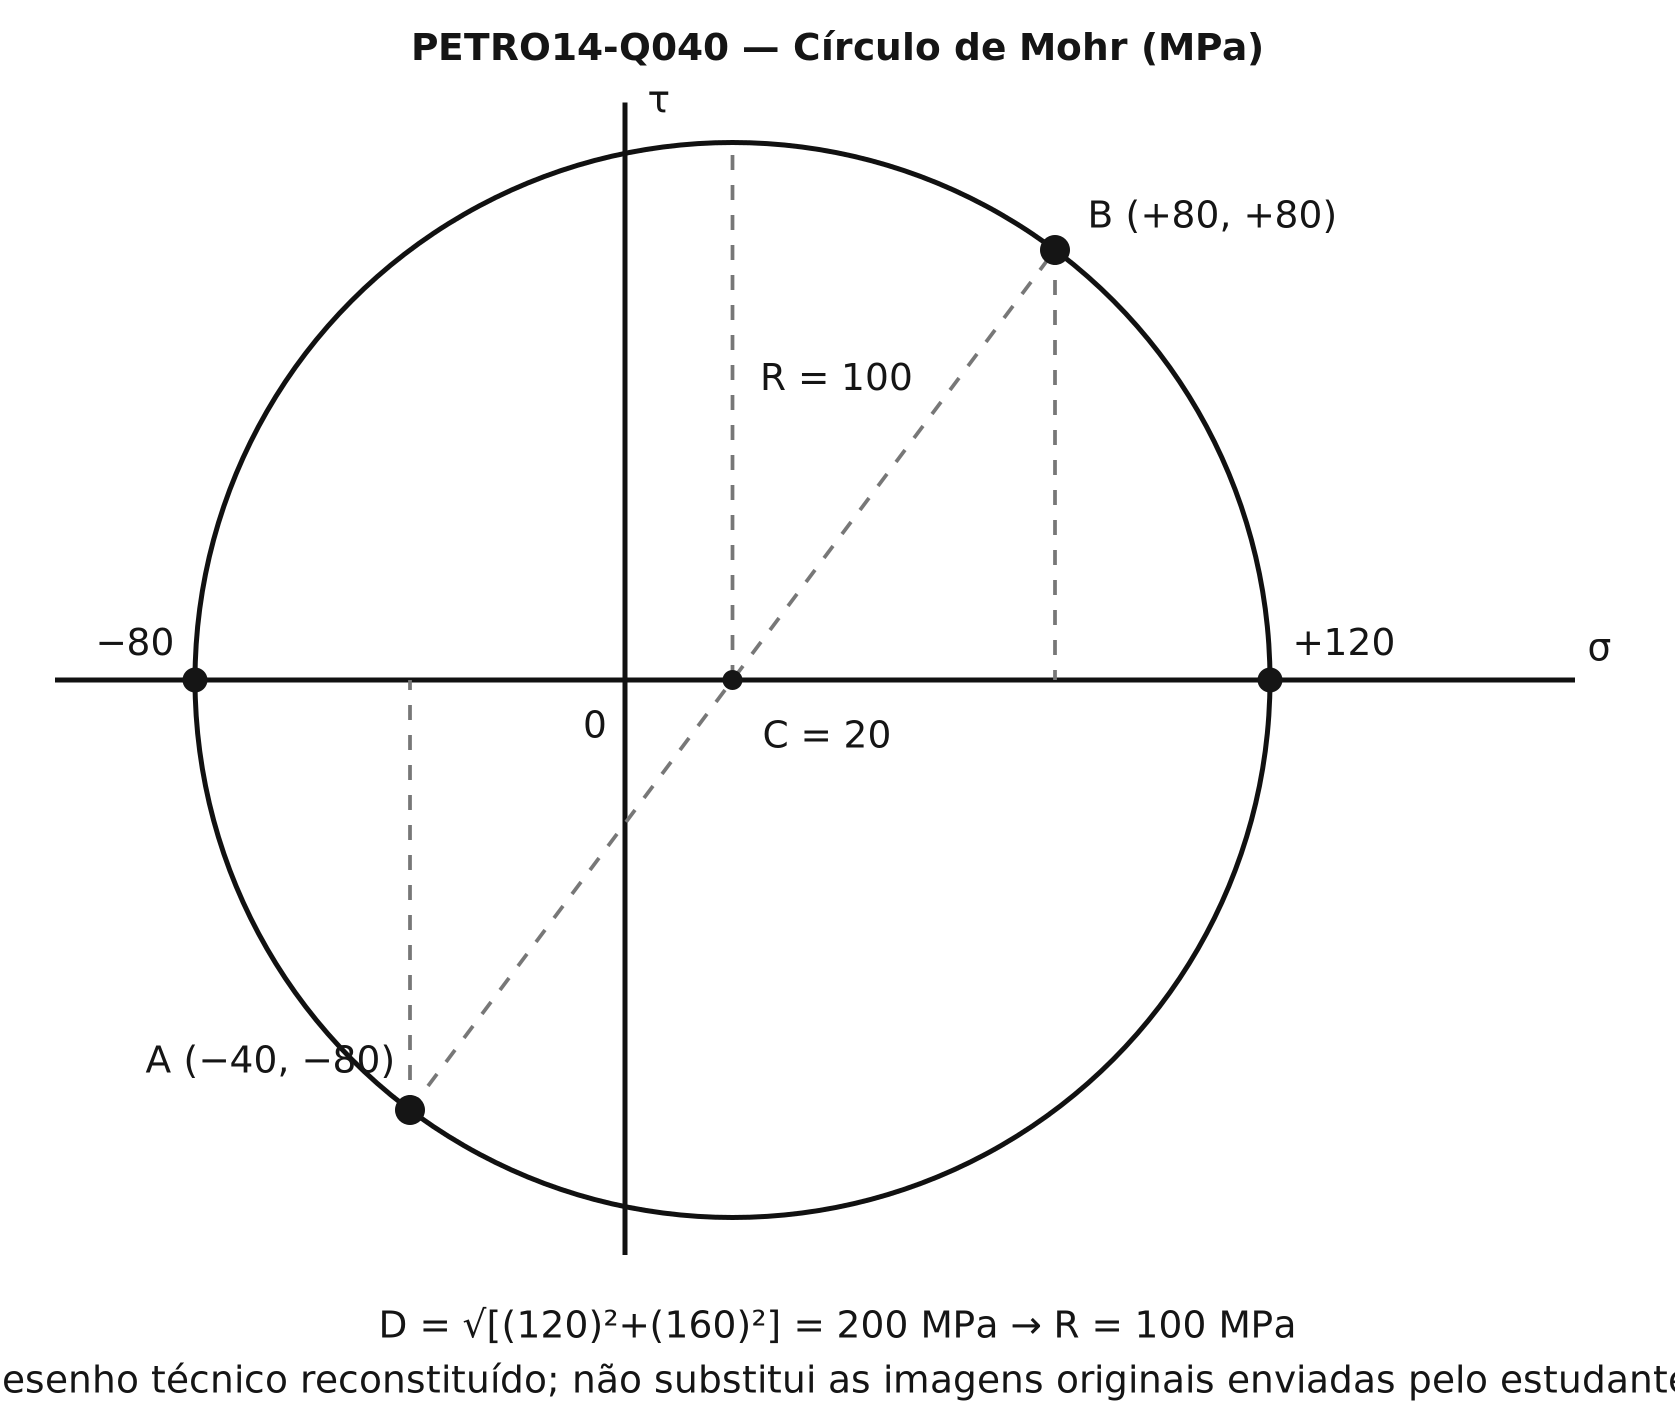 PETRO14-Q040 — Círculo de Mohr (MPa)
τ
B (+80, +80)
R = 100
−80
+120
σ
0
C = 20
A (−40, −80)
D = √[(120)²+(160)²] = 200 MPa → R = 100 MPa
esenho técnico reconstituído; não substitui as imagens originais enviadas pelo estudante